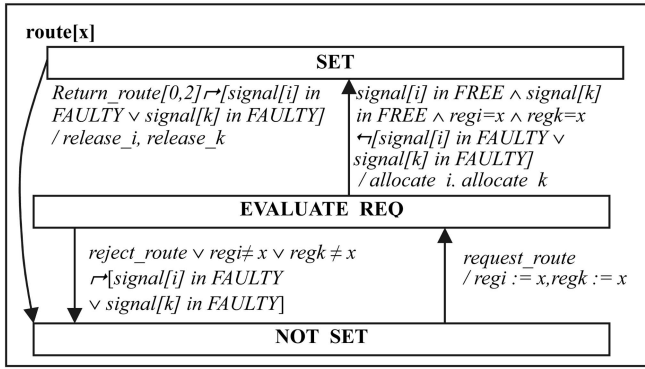 route[x]
SET
Return_route[0,2]↱[signal[i] in
FAULTY ∨ signal[k] in FAULTY]
/ release_i, release_k
signal[i] in FREE ∧ signal[k]
in FREE ∧ regi=x ∧ regk=x
↰[signal[i] in FAULTY ∨
signal[k] in FAULTY]
/ allocate i. allocate k
EVALUATE REQ
reject_route ∨ regi≠ x ∨ regk ≠ x
↱[signal[i] in FAULTY
∨ signal[k] in FAULTY]
request_route
/ regi := x,regk := x
NOT SET